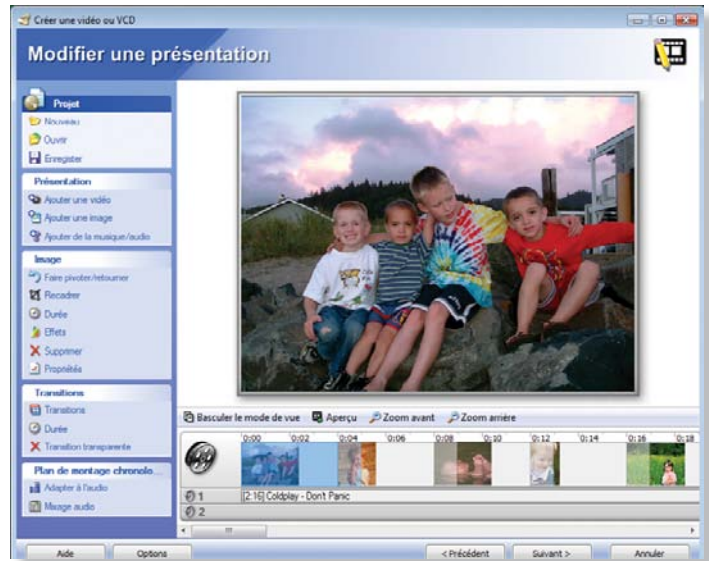 Créer une vidéo ou VCD
Modifier une présentation
Projet
Nouveau
Ouvrir
Enregister
Présentation
Ajouter une vidéo
Ajouter une image
Ajouter de la musique/audio
Image
Faire pivoter/retourner
Recadrer
Durée
Effets
Supprimer
Propriétés
Transitions
Transitions
Durée
Transition transparente
Plan de montage chronolo...
Adapter à l'audio
Mixage audio
Basculer le mode de vue Aperçu Zoom avant Zoom arrière
0:00 0:02 0:04 0:06 0:08 0:10 0:12 0:14 0:16 0:18
1 [2:16] Coldplay - Don't Panic
2
Aide Options < Précédent Suivant > Annuler